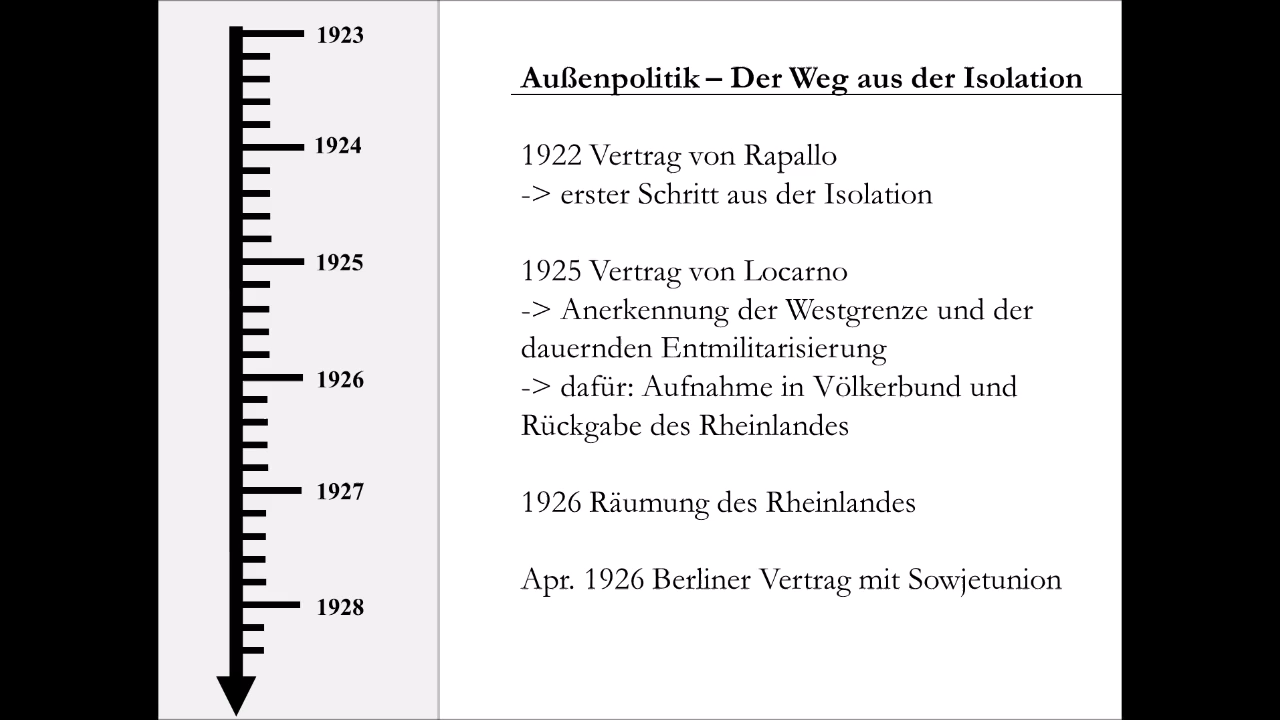 1923
1924
1925
1926
1927
1928
Außenpolitik – Der Weg aus der Isolation
1922 Vertrag von Rapallo
-> erster Schritt aus der Isolation
1925 Vertrag von Locarno
-> Anerkennung der Westgrenze und der
dauernden Entmilitarisierung
-> dafür: Aufnahme in Völkerbund und
Rückgabe des Rheinlandes
1926 Räumung des Rheinlandes
Apr. 1926 Berliner Vertrag mit Sowjetunion